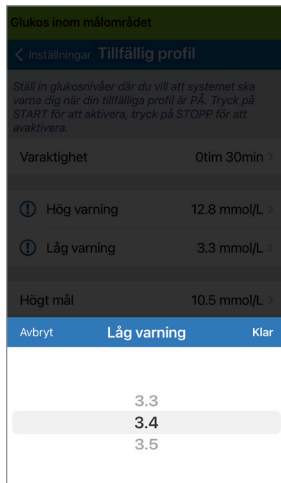 Glukos inom målområdet
Inställningar Tillfällig profil
Ställ in glukosnivåer där du vill att systemet ska
varna dig när din tillfälliga profil är PÅ. Tryck på
START för att aktivera, tryck på STOPP för att
avaktivera.
Varaktighet 0tim 30min
Hög varning 12.8 mmol/L
Låg varning 3.3 mmol/L
Högt mål 10.5 mmol/L
Avbryt Låg varning Klar
3.3
3.4
3.5